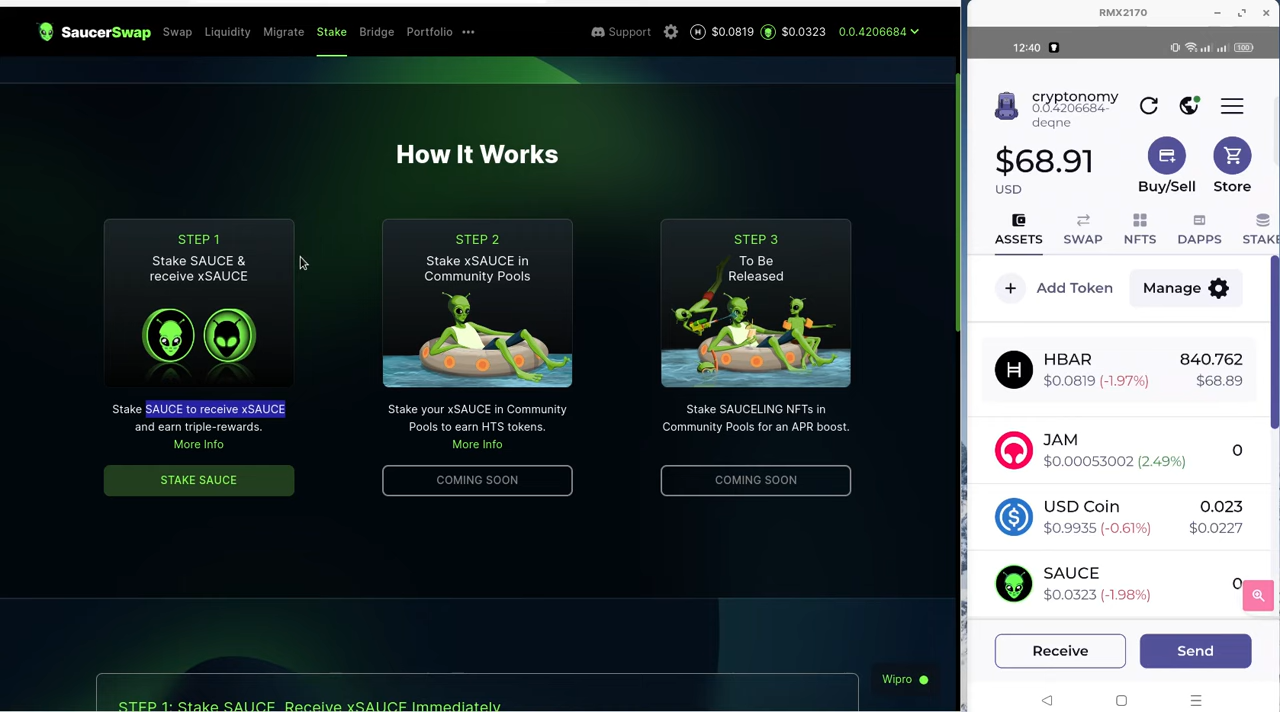 SaucerSwap Swap Liquidity Migrate Stake Bridge Portfolio ••• Support $0.0819 $0.0323 0.0.4206684
How It Works
STEP 1
Stake SAUCE &
receive xSAUCE
Stake SAUCE to receive xSAUCE
and earn triple-rewards.
More Info
STAKE SAUCE
STEP 2
Stake xSAUCE in
Community Pools
Stake your xSAUCE in Community
Pools to earn HTS tokens.
More Info
COMING SOON
STEP 3
To Be
Released
Stake SAUCELING NFTs in
Community Pools for an APR boost.
COMING SOON
Wipro
STEP 1: Stake SAUCE, Receive xSAUCE Immediately
RMX2170
12:40 100
cryptonomy
0.0.4206684-
deqne
$68.91
USD
Buy/Sell Store
ASSETS SWAP NFTS DAPPS STAKE
+ Add Token Manage
HBAR 840.762
$0.0819 (-1.97%) $68.89
JAM 0
$0.00053002 (2.49%)
USD Coin 0.023
$0.9935 (-0.61%) $0.0227
SAUCE 0
$0.0323 (-1.98%)
Receive Send